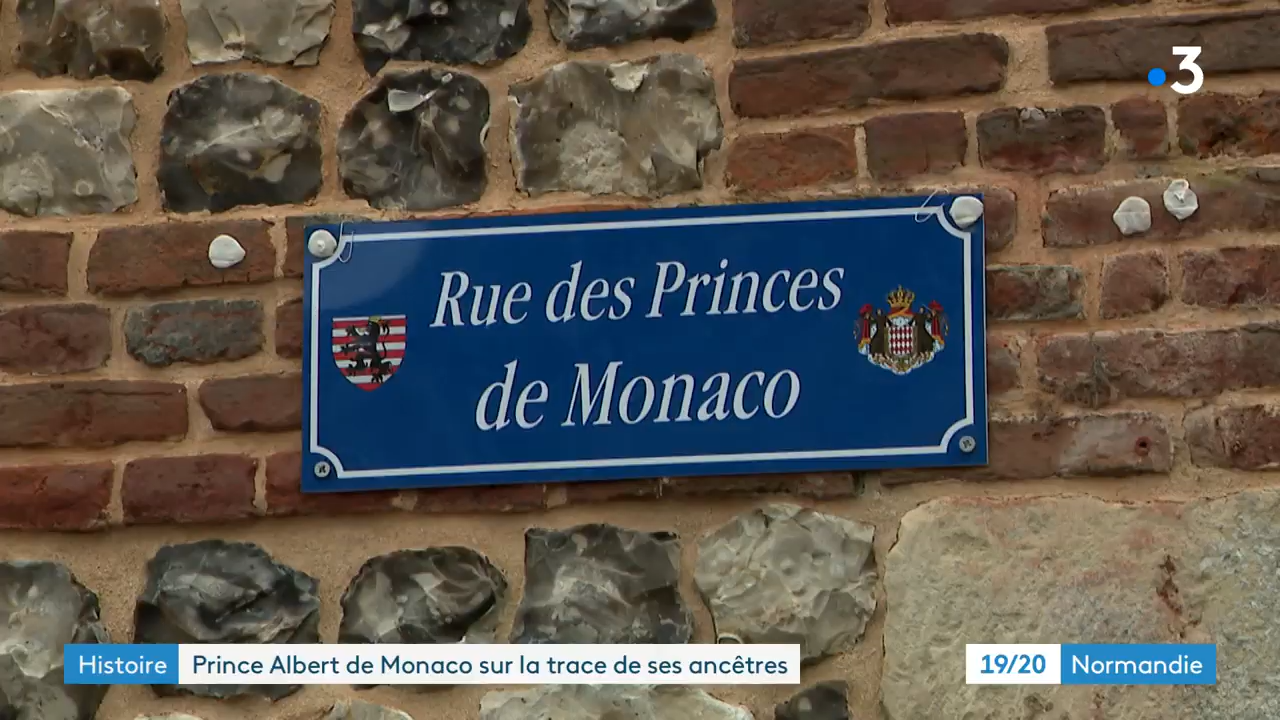 3
Rue des Princes
de Monaco
Histoire Prince Albert de Monaco sur la trace de ses ancêtres 19/20 Normandie